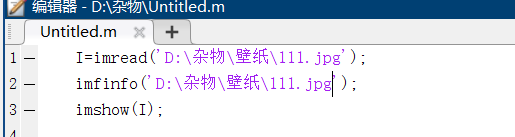 编辑器 - D:\杂物\Untitled.m
Untitled.m × +
1 — I=imread('D:\杂物\壁纸\111.jpg');
2 — imfinfo('D:\杂物\壁纸\111.jpg');
3 — imshow(I);